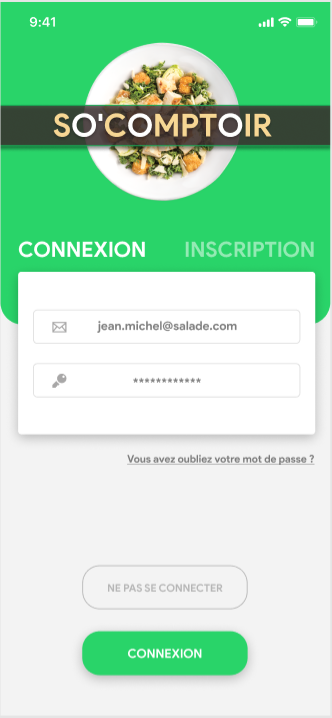 9:41
SO'COMPTOIR
CONNEXION INSCRIPTION
jean.michel@salade.com
************
Vous avez oubliez votre mot de passe ?
NE PAS SE CONNECTER
CONNEXION